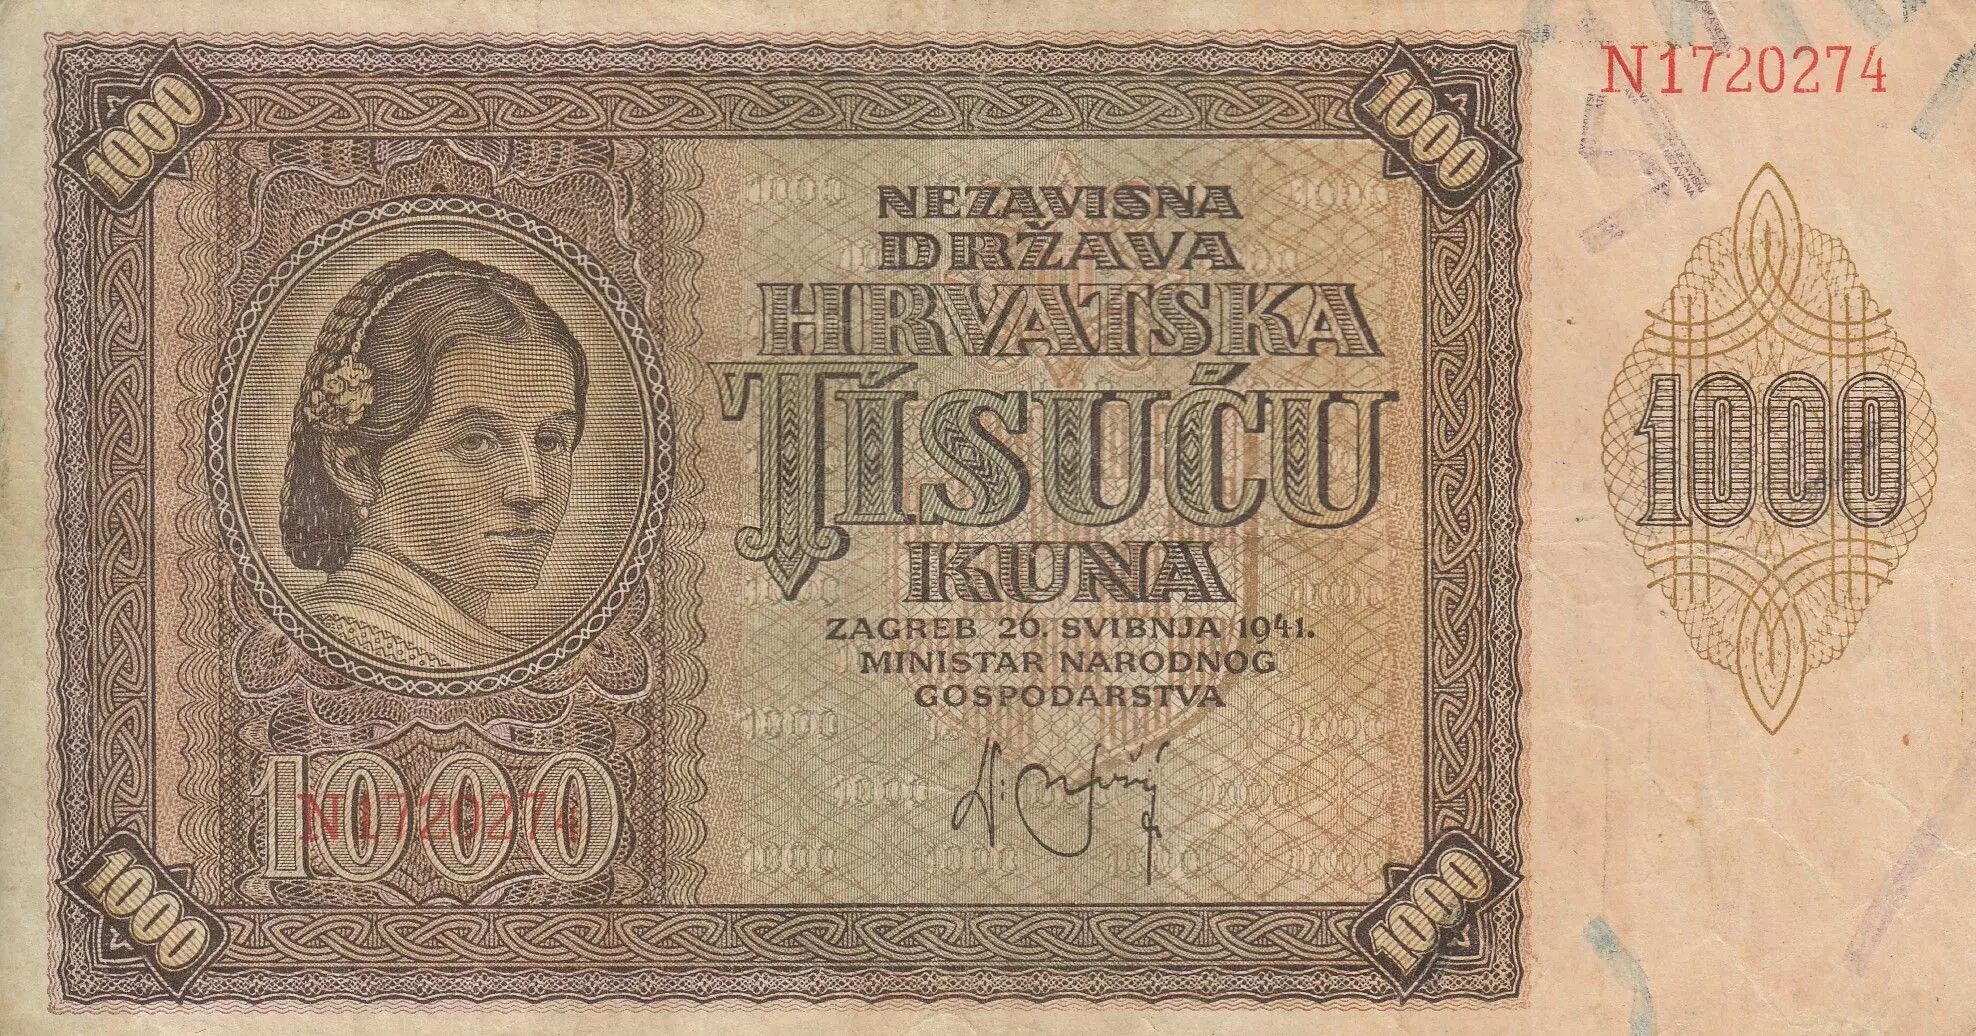 N1720274
1000
1000
NEZAVISNA
DRŽAVA
HRVATSKA
TISUĆU
KUNA
ZAGREB 26. SVIBNJA 1941.
MINISTAR NARODNOG
GOSPODARSTVA
1000
1000
N1720274
1000
1000